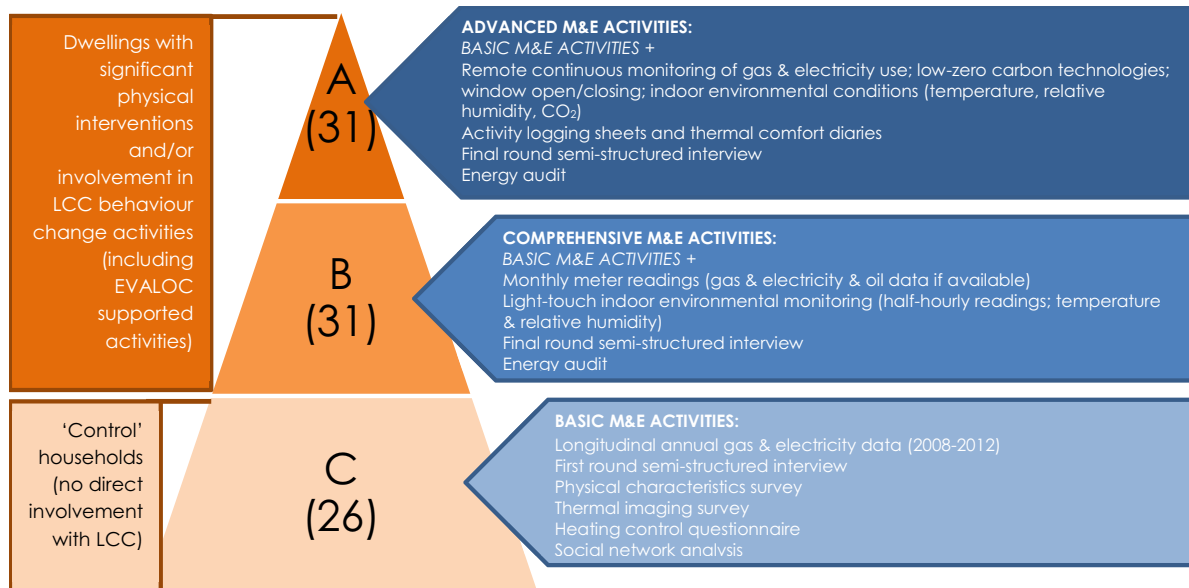 Dwellings with
significant
physical
interventions
and/or
involvement in
LCC behaviour
change activities
(including
EVALOC
supported
activities)
A
(31)
ADVANCED M&E ACTIVITIES:
BASIC M&E ACTIVITIES +
Remote continuous monitoring of gas & electricity use; low-zero carbon technologies;
window open/closing; indoor environmental conditions (temperature, relative
humidity, CO₂)
Activity logging sheets and thermal comfort diaries
Final round semi-structured interview
Energy audit
B
(31)
COMPREHENSIVE M&E ACTIVITIES:
BASIC M&E ACTIVITIES +
Monthly meter readings (gas & electricity & oil data if available)
Light-touch indoor environmental monitoring (half-hourly readings; temperature
& relative humidity)
Final round semi-structured interview
Energy audit
'Control'
households
(no direct
involvement
with LCC)
C
(26)
BASIC M&E ACTIVITIES:
Longitudinal annual gas & electricity data (2008-2012)
First round semi-structured interview
Physical characteristics survey
Thermal imaging survey
Heating control questionnaire
Social network analysis